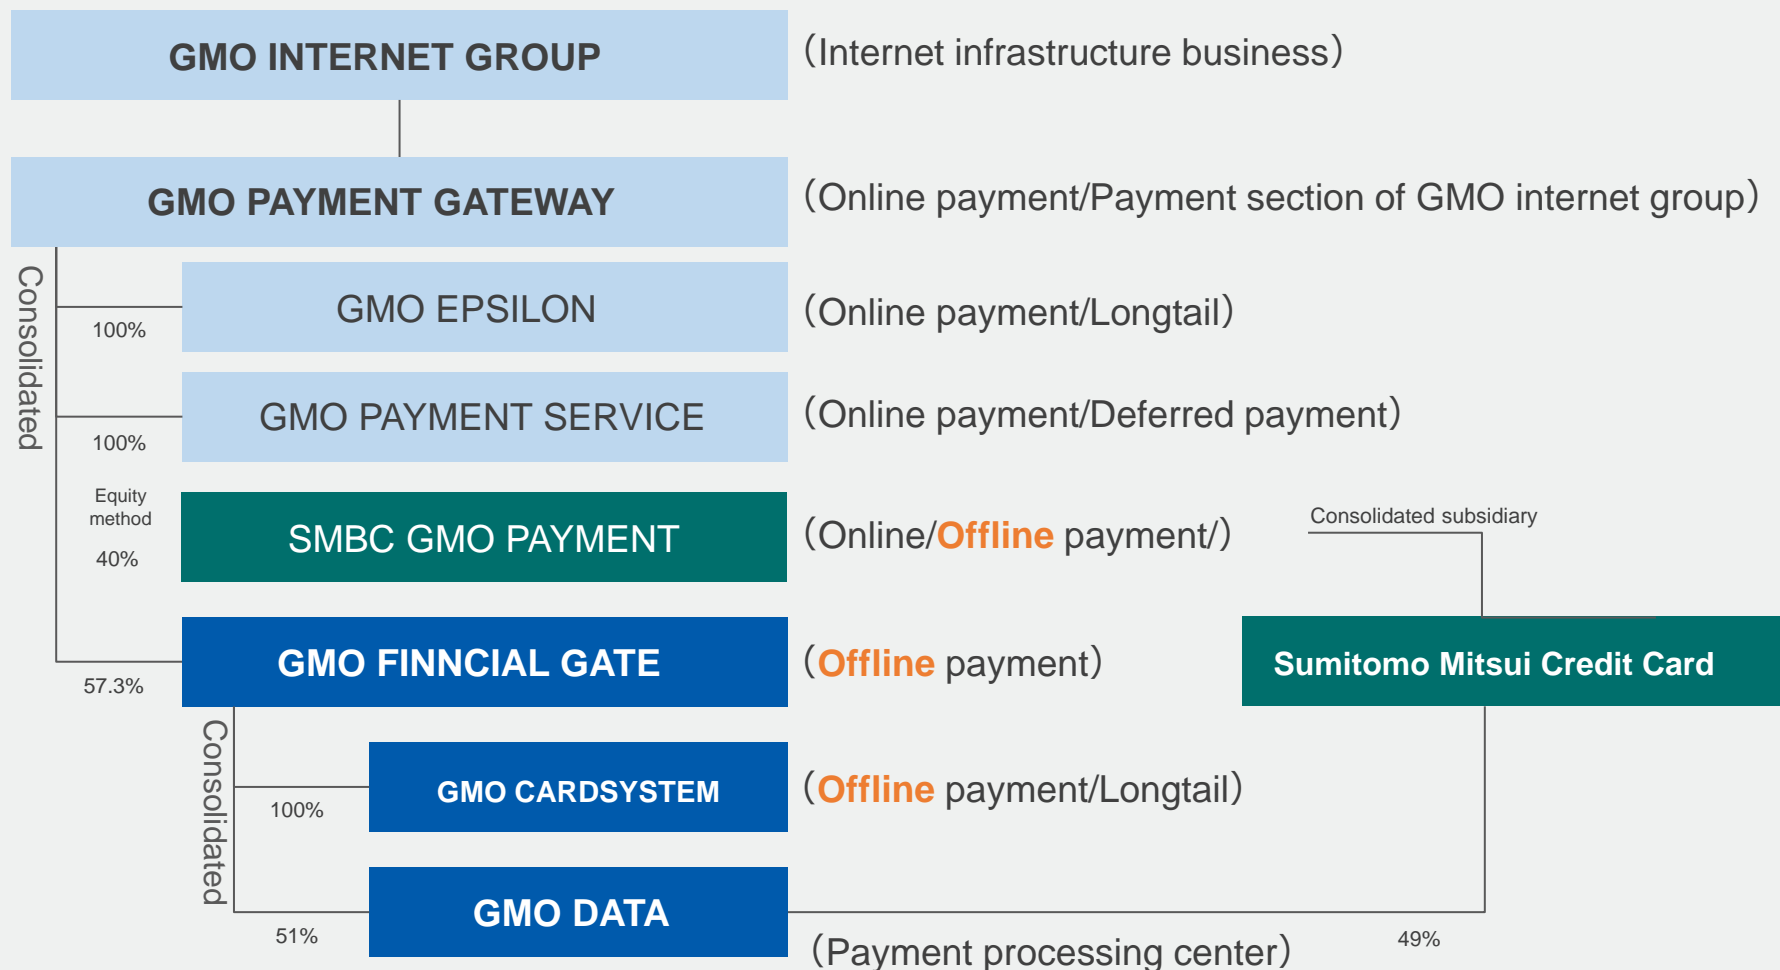 GMO INTERNET GROUP
（Internet infrastructure business）
GMO PAYMENT GATEWAY
（Online payment/Payment section of GMO internet group）
Consolidated
GMO EPSILON
（Online payment/Longtail）
100%
GMO PAYMENT SERVICE
（Online payment/Deferred payment）
100%
Equity
method
40%
SMBC GMO PAYMENT
（Online/Offline payment/）
Consolidated subsidiary
GMO FINNCIAL GATE
（Offline payment）
Sumitomo Mitsui Credit Card
57.3%
Consolidated
GMO CARDSYSTEM
（Offline payment/Longtail）
100%
GMO DATA
51%
（Payment processing center）
49%